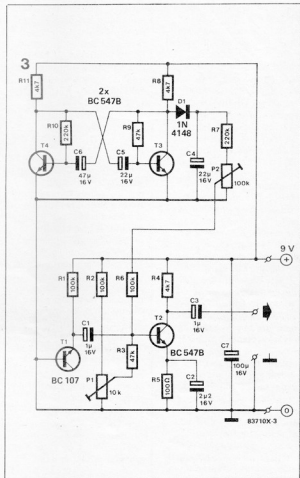 3
R11
4k7
2x
BC 547B
R8
4k7
D1
1N
4148
R10
220k
R9
47k
R7
220k
T4
C6
47µ
16V
C5
22µ
16V
T3
C4
22µ
16V
P2
100k
9 V
+
R1
100k
R2
100k
R6
100k
R4
4k7
C1
1µ
16V
C3
1µ
16V
T2
BC 547B
T1
BC 107
R3
47k
P1
10k
R5
100Ω
C2
2µ2
16V
C7
100µ
16V
83710X-3
0